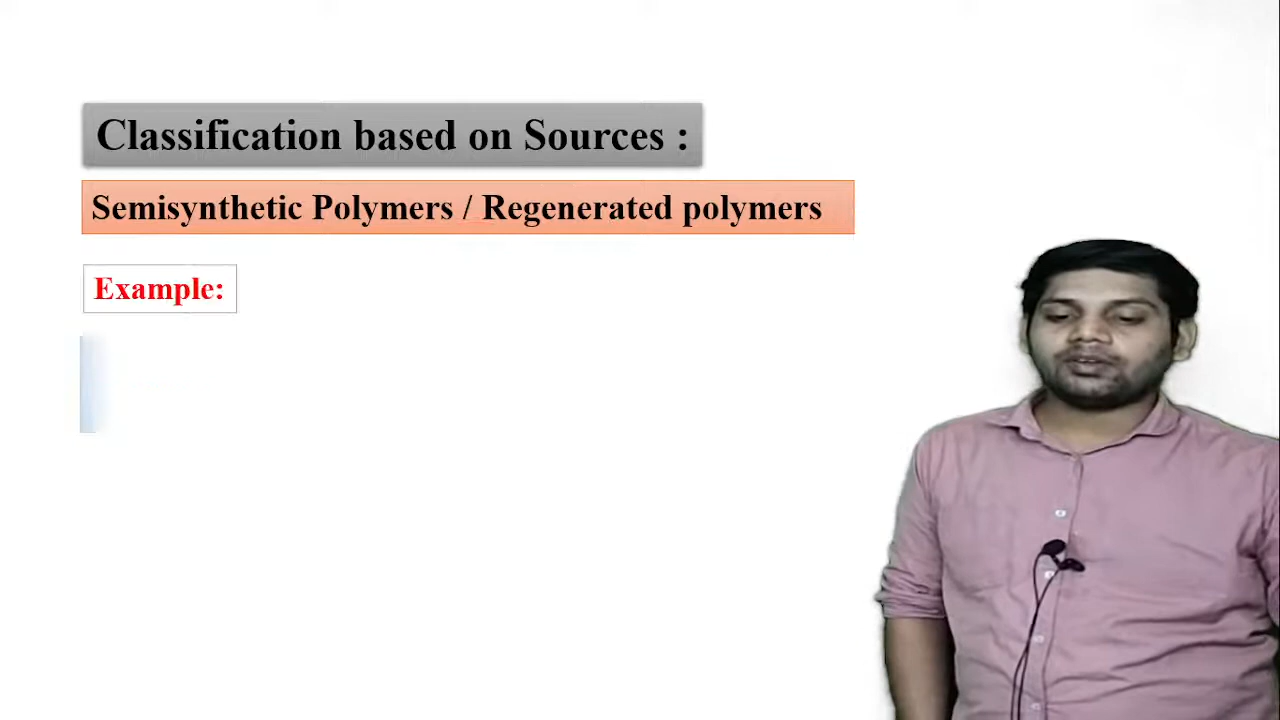 Classification based on Sources :
Semisynthetic Polymers / Regenerated polymers
Example: